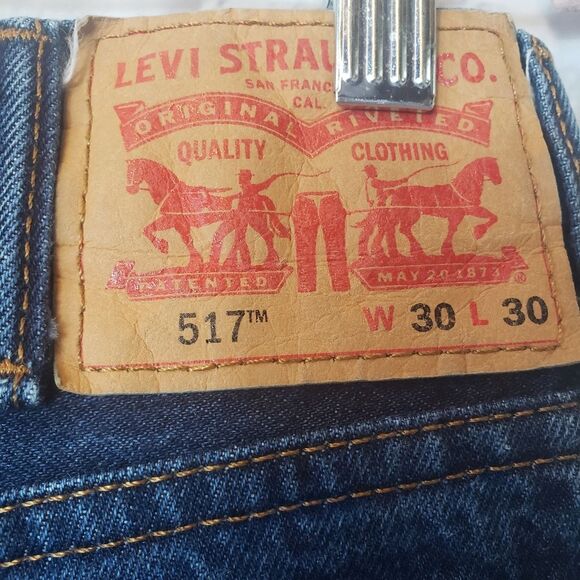 LEVI STRAU CO.
SAN FRANC
CAL
ORIGINAL RIVETED
QUALITY CLOTHING
PATENTED MAY 20 1873 ®
517™ W 30 L 30